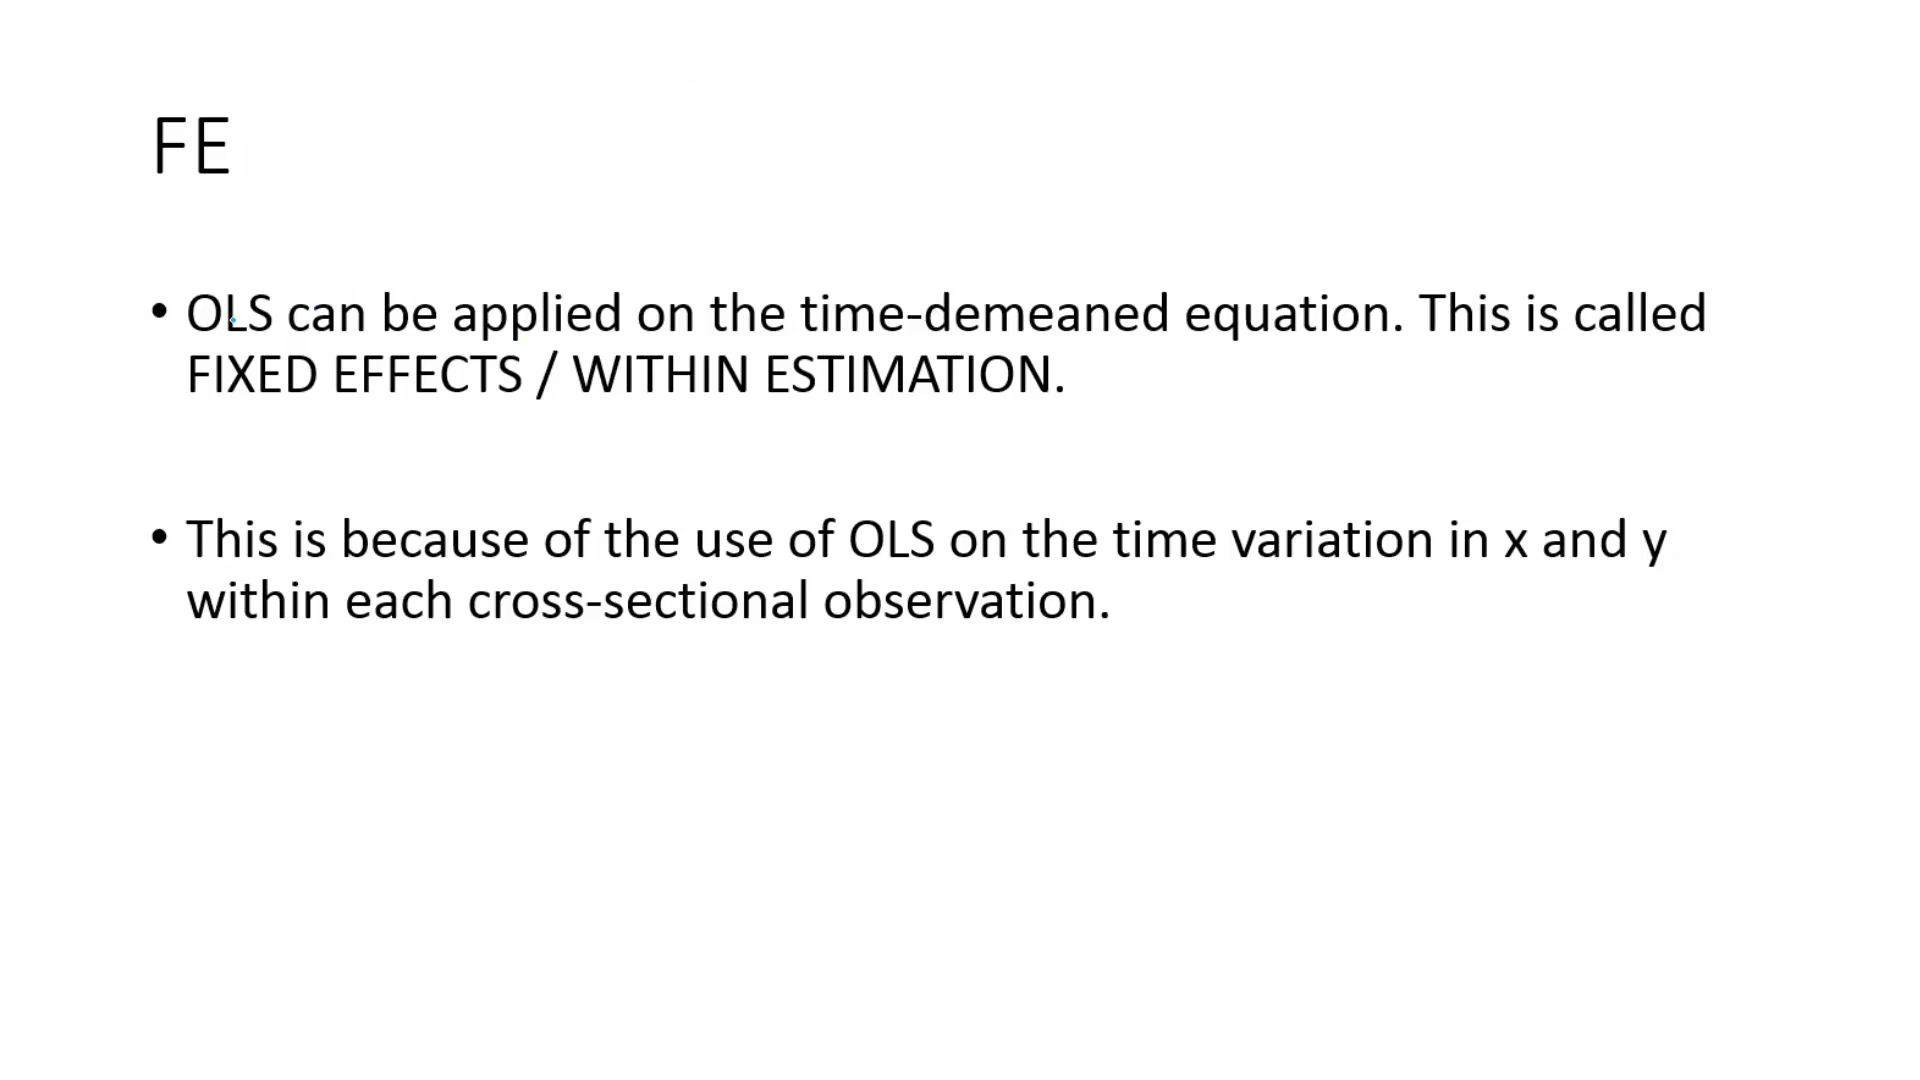 FE
• OLS can be applied on the time-demeaned equation. This is called
FIXED EFFECTS / WITHIN ESTIMATION.
• This is because of the use of OLS on the time variation in x and y
within each cross-sectional observation.